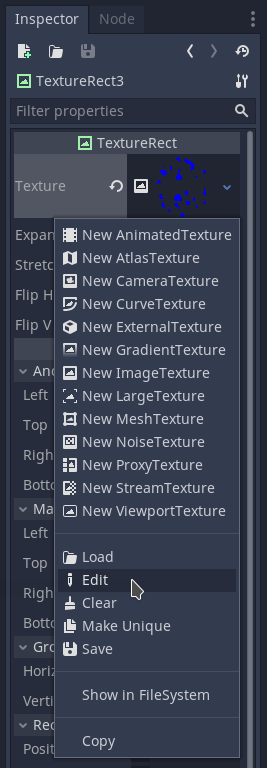 Inspector Node
TextureRect3
Filter properties
TextureRect
Texture
Expan
Stretc
Flip H
Flip V
New AnimatedTexture
New AtlasTexture
New CameraTexture
New CurveTexture
New ExternalTexture
New GradientTexture
New ImageTexture
New LargeTexture
New MeshTexture
New NoiseTexture
New ProxyTexture
New StreamTexture
New ViewportTexture
Anc
Left
Top
Righ
Botto
Ma
Left
Top
Righ
Botto
Gro
Horiz
Verti
Rec
Posit
Load
Edit
Clear
Make Unique
Save
Show in FileSystem
Copy